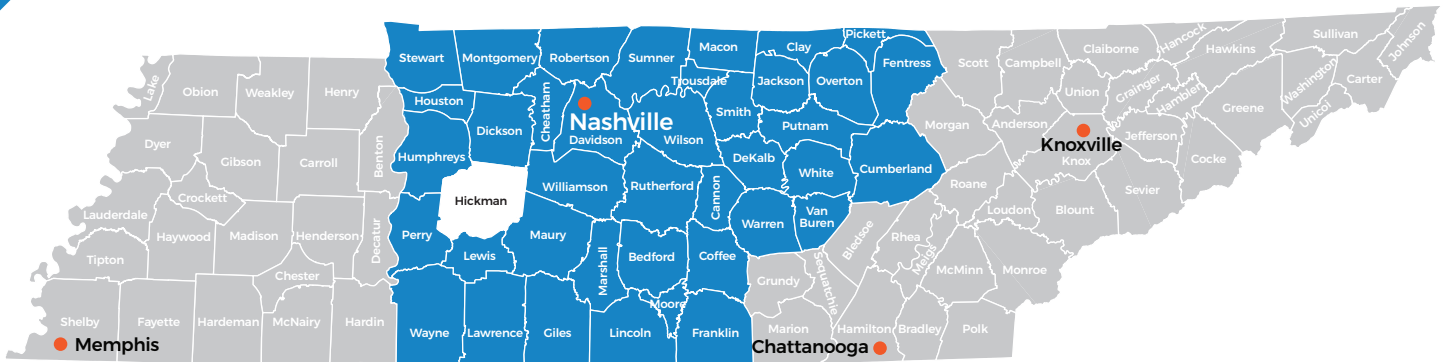 Lake
Obion
Weakley
Henry
Dyer
Gibson
Carroll
Benton
Crockett
Lauderdale
Haywood
Madison
Henderson
Decatur
Tipton
Chester
Shelby
Fayette
Hardeman
McNairy
Hardin
Memphis
Stewart
Montgomery
Robertson
Sumner
Macon
Clay
Pickett
Fentress
Trousdale
Jackson
Overton
Houston
Dickson
Cheatham
Nashville
Davidson
Wilson
Smith
Putnam
Humphreys
DeKalb
White
Cumberland
Hickman
Williamson
Rutherford
Cannon
Warren
Van
Buren
Perry
Lewis
Maury
Marshall
Bedford
Coffee
Moore
Wayne
Lawrence
Giles
Lincoln
Franklin
Scott
Campbell
Claiborne
Hancock
Hawkins
Sullivan
Johnson
Union
Grainger
Hamblen
Washington
Carter
Unicoi
Greene
Morgan
Anderson
Knoxville
Knox
Jefferson
Cocke
Sevier
Roane
Loudon
Blount
Bledsoe
Rhea
Meigs
McMinn
Monroe
Grundy
Sequatchie
Marion
Hamilton
Bradley
Polk
Chattanooga